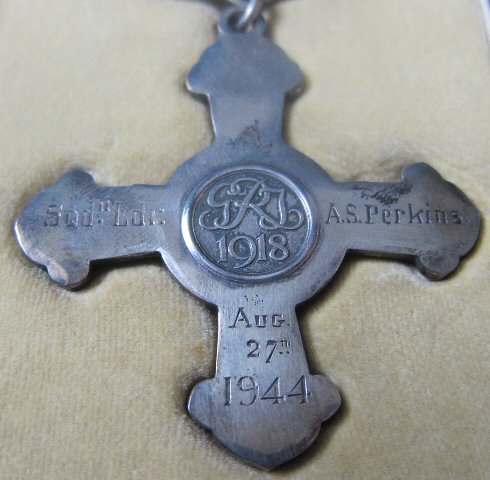 Sqdn. Ldr. A.S. Perkins
GRI
1918
Aug.
27th
1944